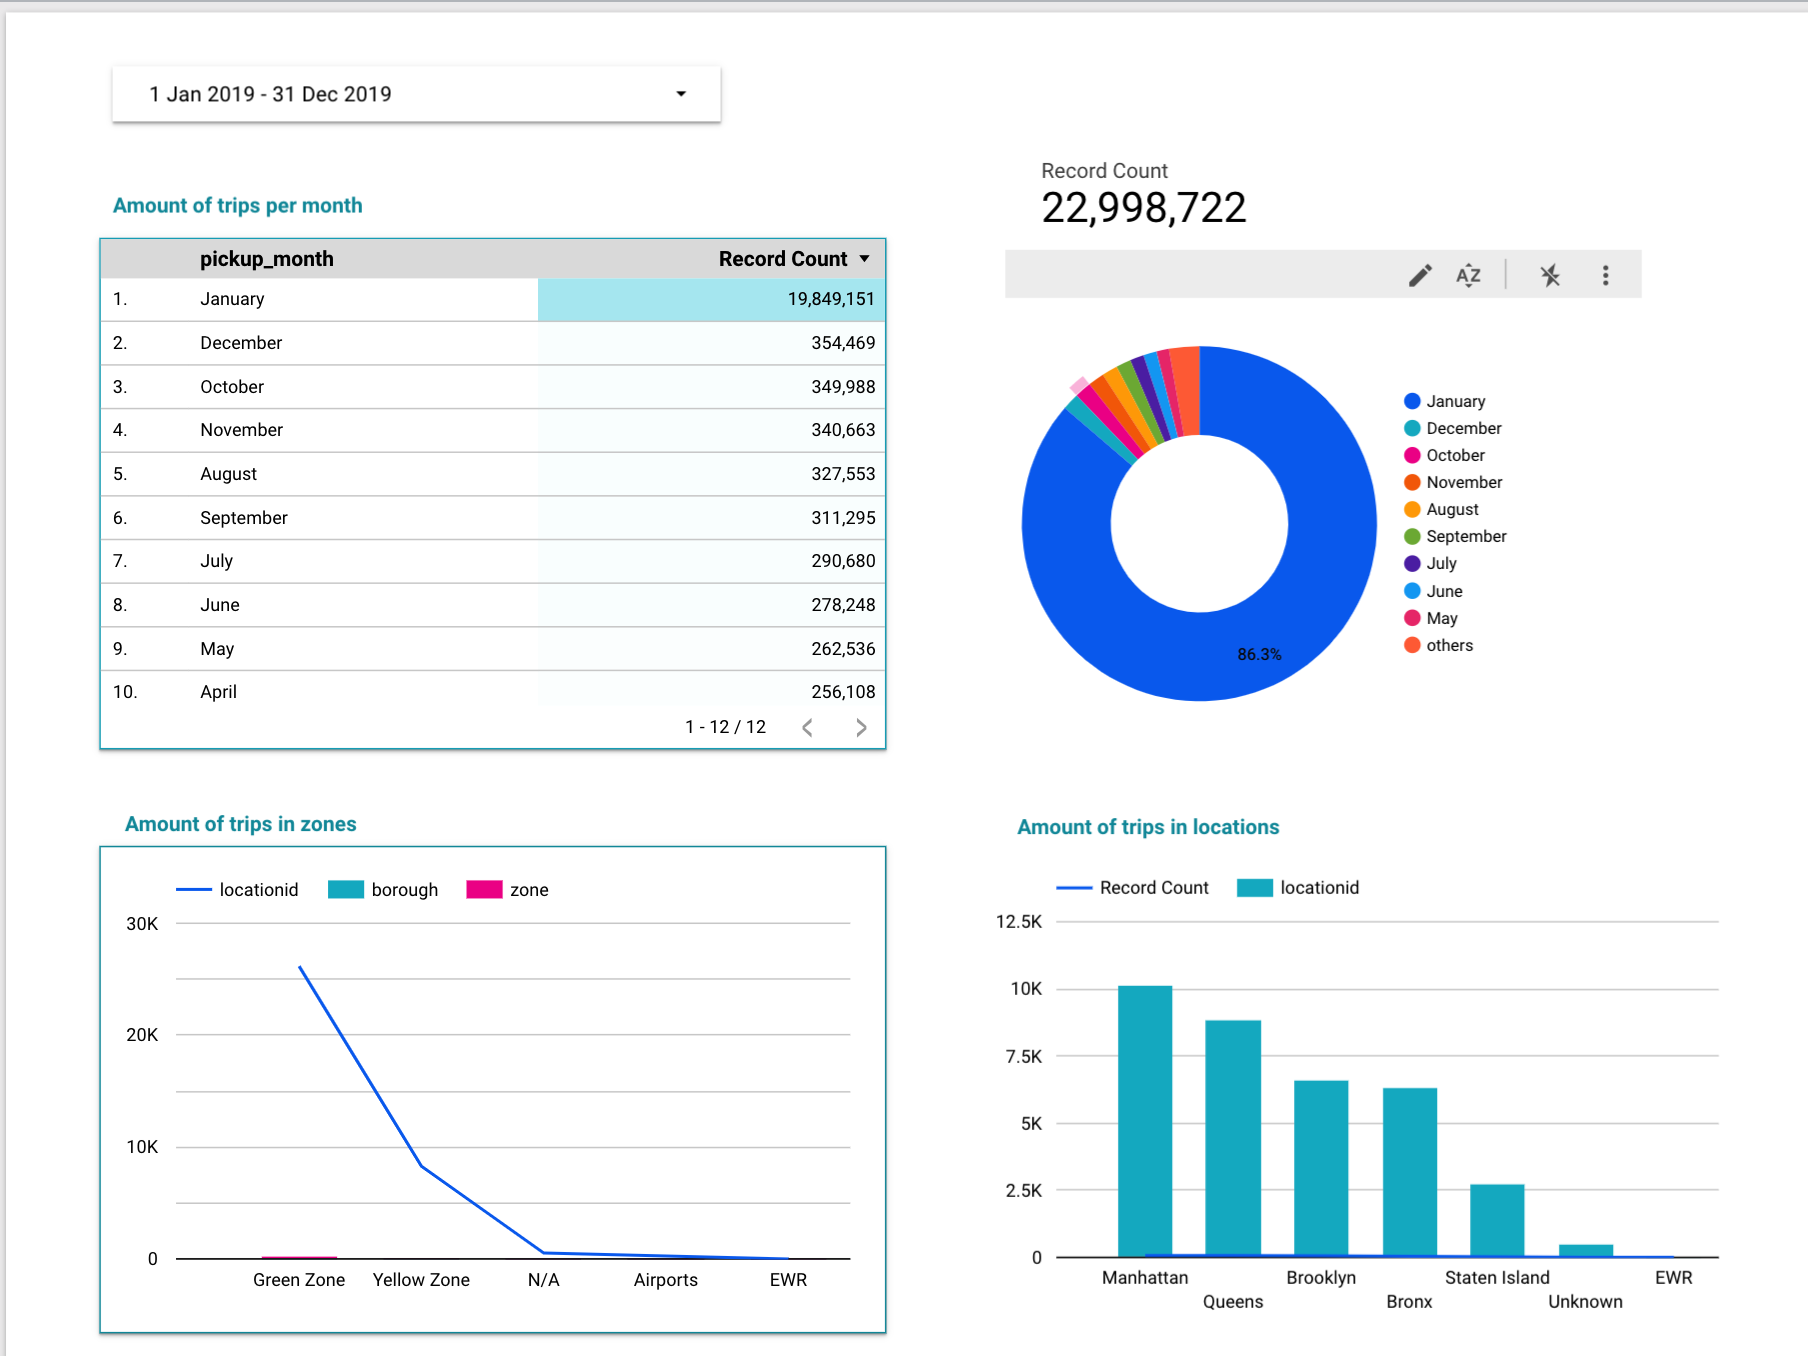 1 Jan 2019 - 31 Dec 2019
Record Count
22,998,722
Amount of trips per month
pickup_month Record Count
1. January 19,849,151
2. December 354,469
3. October 349,988
4. November 340,663
5. August 327,553
6. September 311,295
7. July 290,680
8. June 278,248
9. May 262,536
10. April 256,108
1 - 12 / 12
AZ
January
December
October
November
August
September
July
June
May
others
86.3%
Amount of trips in zones
locationid borough zone
30K
20K
10K
0
Green Zone Yellow Zone N/A Airports EWR
Amount of trips in locations
Record Count locationid
12.5K
10K
7.5K
5K
2.5K
0
Manhattan Brooklyn Staten Island EWR
Queens Bronx Unknown